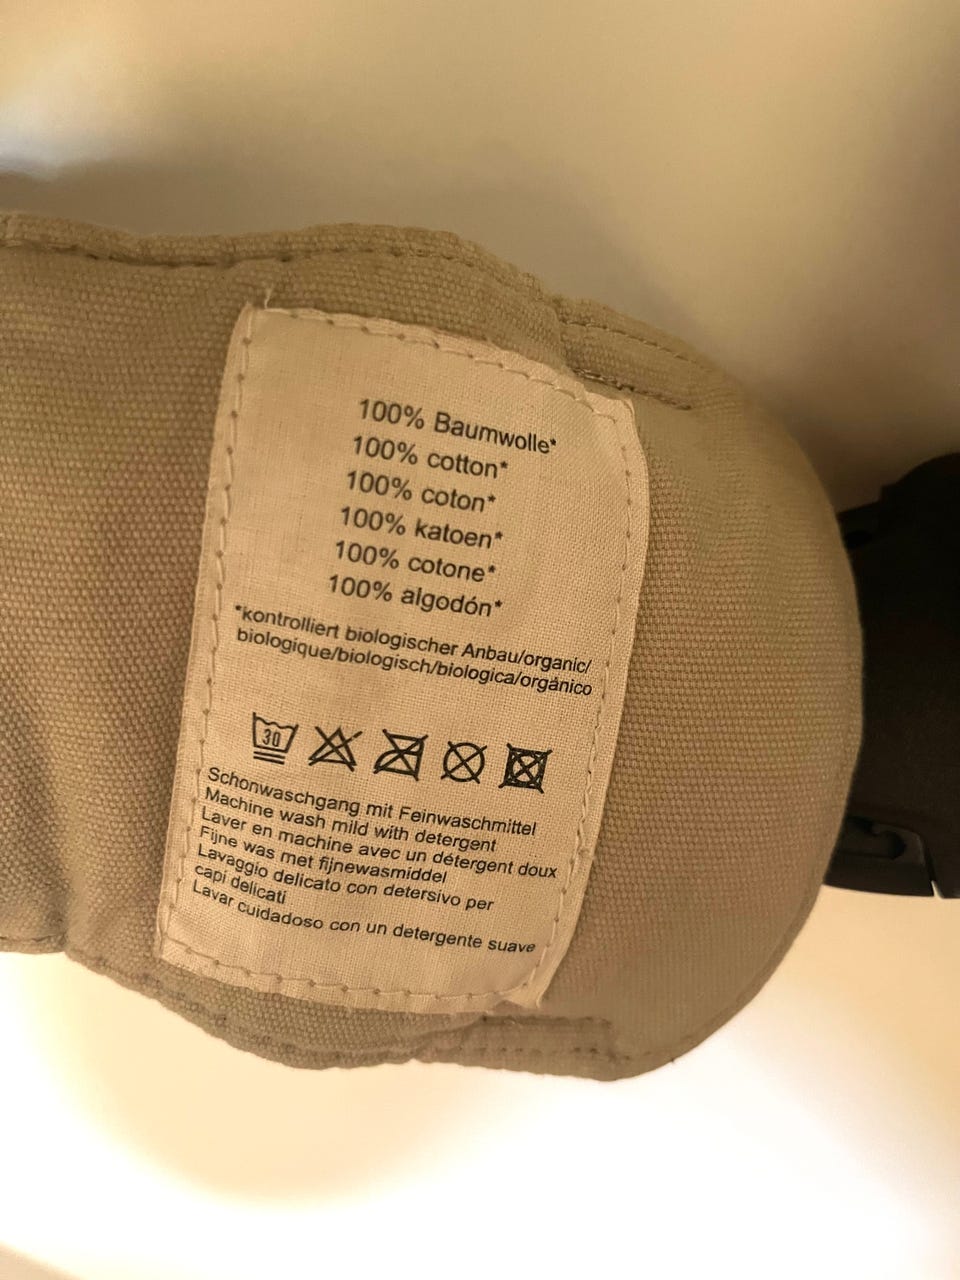 100% Baumwolle*
100% cotton*
100% coton*
100% katoen*
100% cotone*
100% algodón*
*kontrolliert biologischer Anbau/organic/
biologique/biologisch/biologica/orgánico
30
Schonwaschgang mit Feinwaschmittel
Machine wash mild with detergent
Laver en machine avec un détergent doux
Fijne was met fijnewasmiddel
Lavaggio delicato con detersivo per
capi delicati
Lavar cuidadoso con un detergente suave